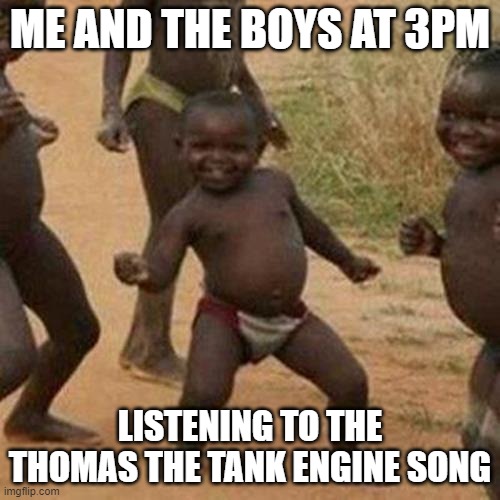 ME AND THE BOYS AT 3PM
LISTENING TO THE
THOMAS THE TANK ENGINE SONG
imgflip.com